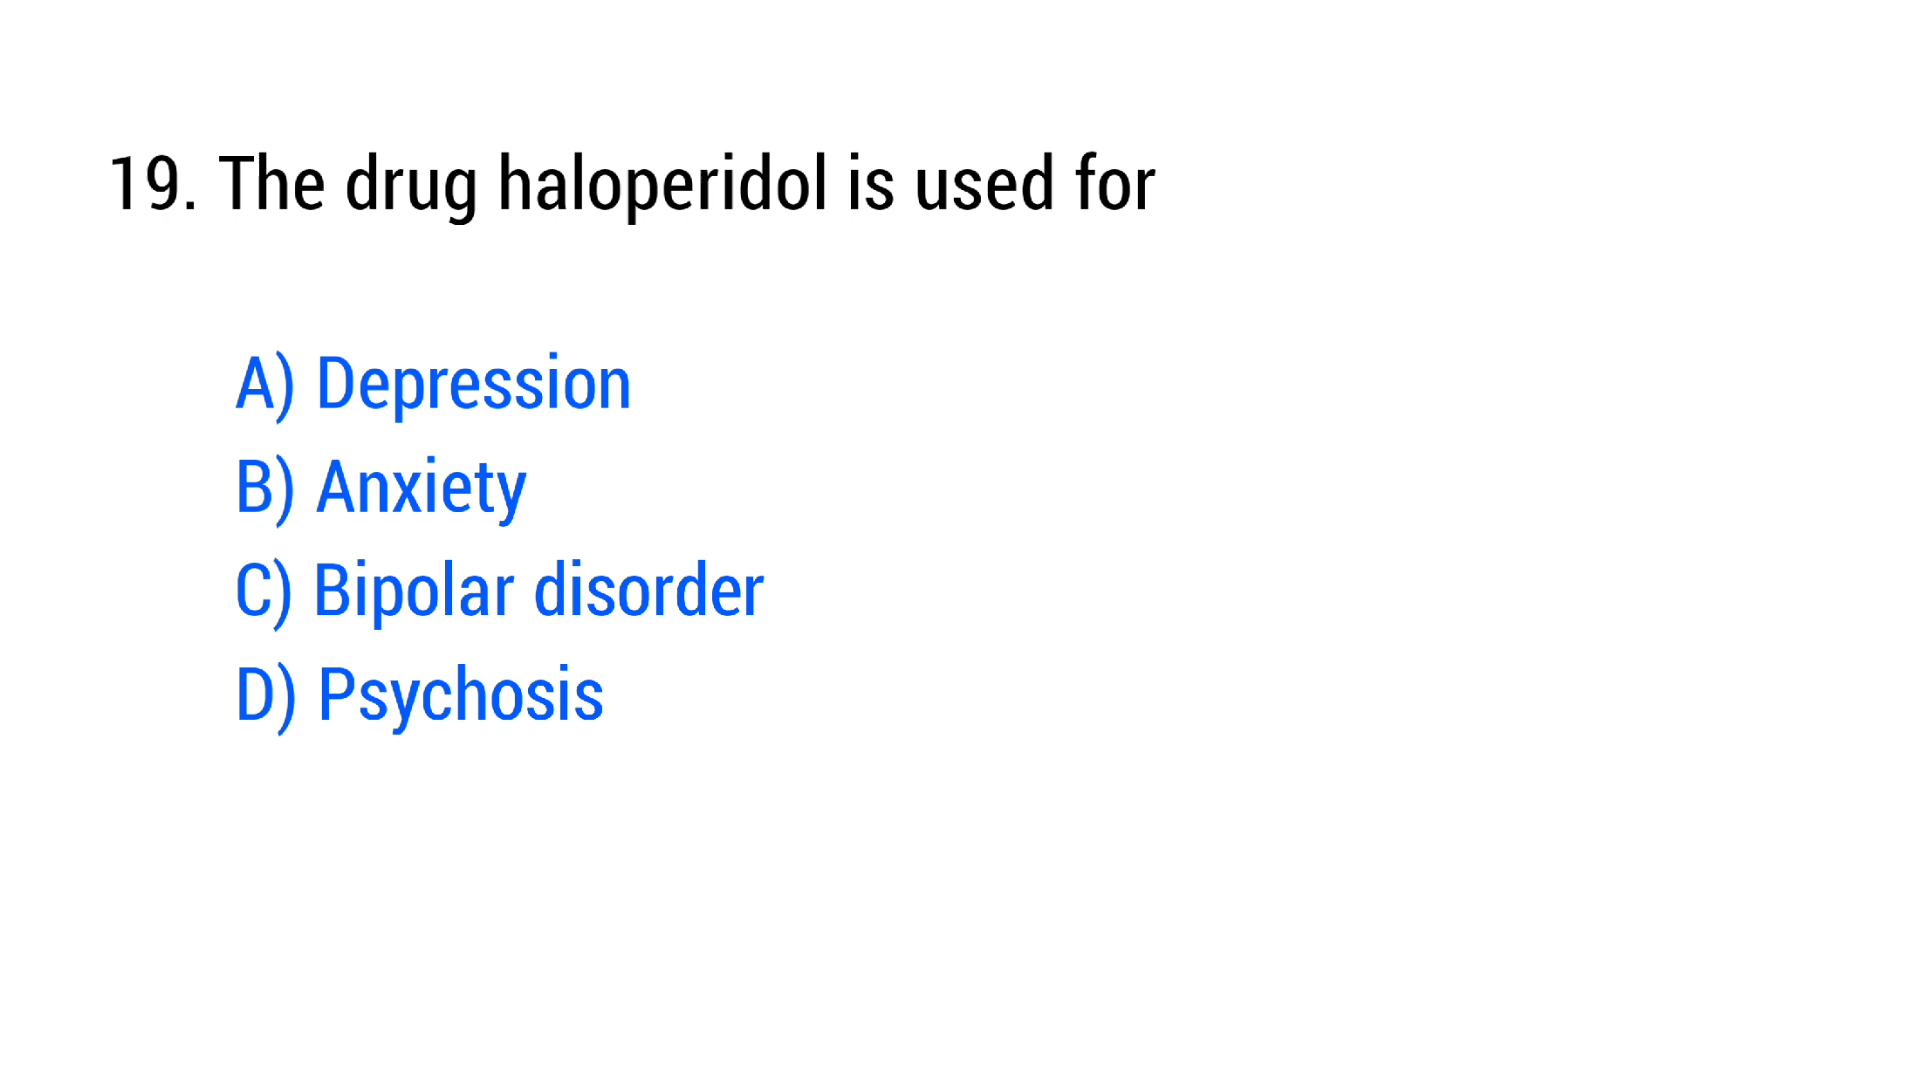 19. The drug haloperidol is used for
A) Depression
B) Anxiety
C) Bipolar disorder
D) Psychosis